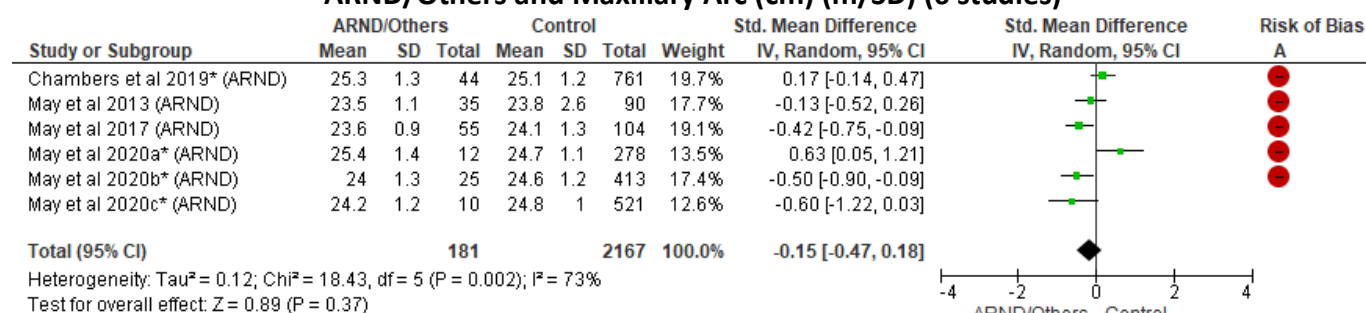 ARND/Others and Maxillary Arc (cm) (m/SD) (6 studies)
ARND/Others Control Std. Mean Difference Std. Mean Difference Risk of Bias
Study or Subgroup Mean SD Total Mean SD Total Weight IV, Random, 95% CI IV, Random, 95% CI A
Chambers et al 2019* (ARND) 25.3 1.3 44 25.1 1.2 761 19.7% 0.17 [-0.14, 0.47]
May et al 2013 (ARND) 23.5 1.1 35 23.8 2.6 90 17.7% -0.13 [-0.52, 0.26]
May et al 2017 (ARND) 23.6 0.9 55 24.1 1.3 104 19.1% -0.42 [-0.75, -0.09]
May et al 2020a* (ARND) 25.4 1.4 12 24.7 1.1 278 13.5% 0.63 [0.05, 1.21]
May et al 2020b* (ARND) 24 1.3 25 24.6 1.2 413 17.4% -0.50 [-0.90, -0.09]
May et al 2020c* (ARND) 24.2 1.2 10 24.8 1 521 12.6% -0.60 [-1.22, 0.03]
Total (95% CI) 181 2167 100.0% -0.15 [-0.47, 0.18]
Heterogeneity: Tau² = 0.12; Chi² = 18.43, df = 5 (P = 0.002); I² = 73%
Test for overall effect: Z = 0.89 (P = 0.37)
-4 -2 0 2 4
ARND/Others Control